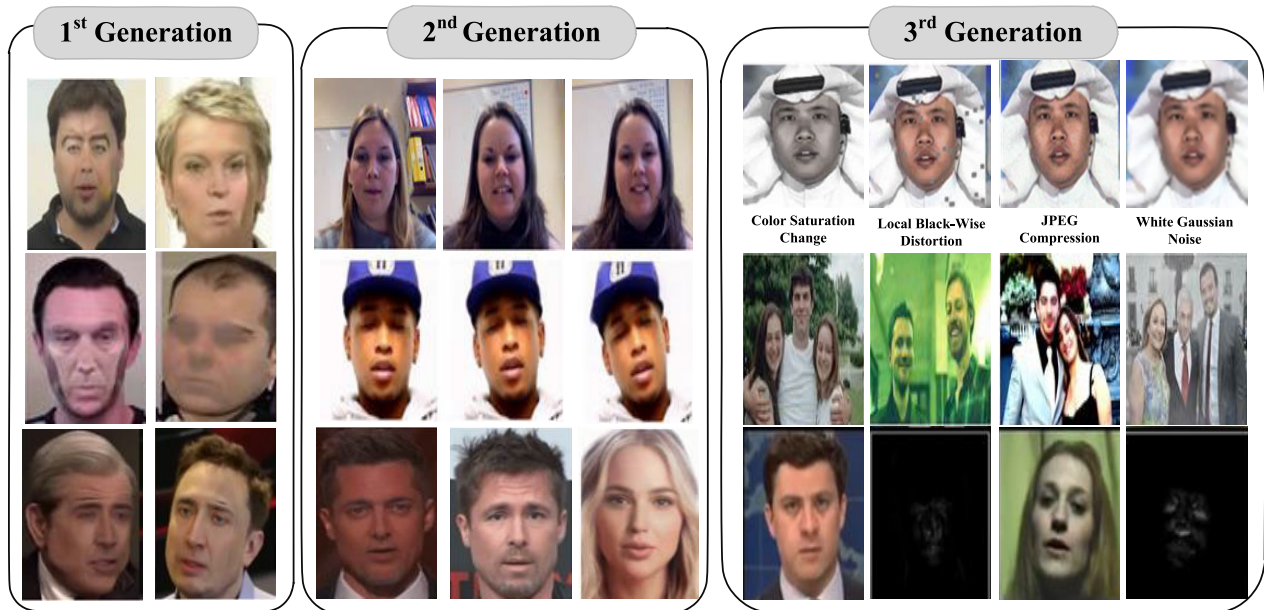 1st Generation
2nd Generation
3rd Generation
Color Saturation
Change
Local Black-Wise
Distortion
JPEG
Compression
White Gaussian
Noise